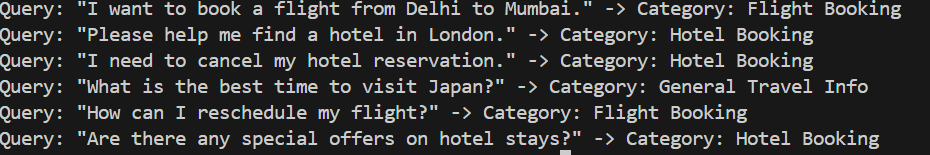 Query: "I want to book a flight from Delhi to Mumbai." -> Category: Flight Booking
Query: "Please help me find a hotel in London." -> Category: Hotel Booking
Query: "I need to cancel my hotel reservation." -> Category: Hotel Booking
Query: "What is the best time to visit Japan?" -> Category: General Travel Info
Query: "How can I reschedule my flight?" -> Category: Flight Booking
Query: "Are there any special offers on hotel stays?" -> Category: Hotel Booking